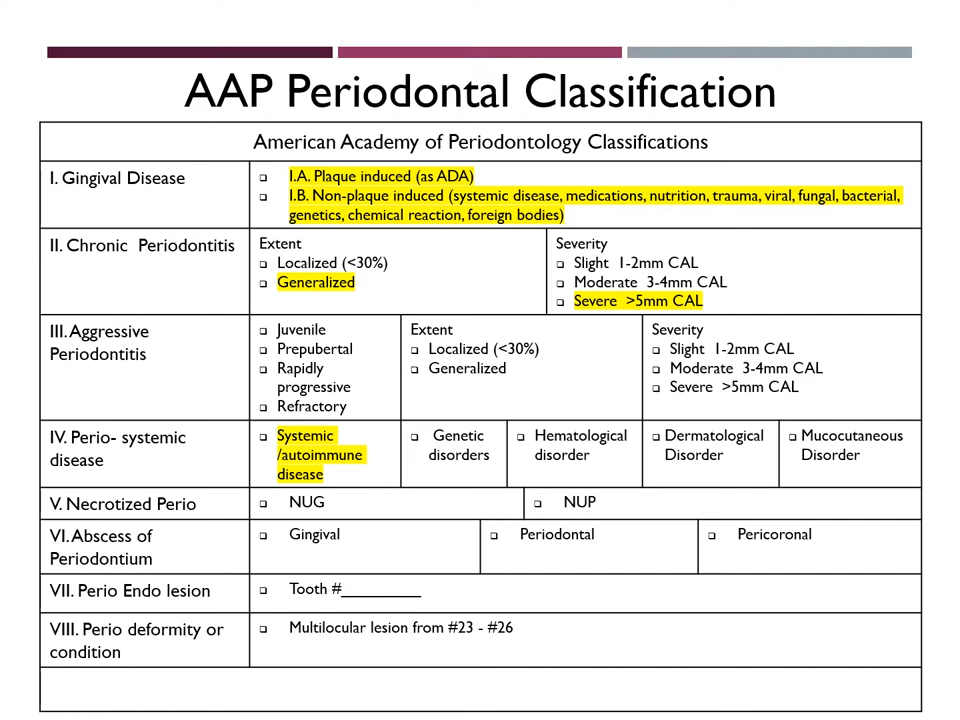 AAP Periodontal Classification
American Academy of Periodontology Classifications
I. Gingival Disease
❑ I.A. Plaque induced (as ADA)
❑ I.B. Non-plaque induced (systemic disease, medications, nutrition, trauma, viral, fungal, bacterial,
genetics, chemical reaction, foreign bodies)
II. Chronic Periodontitis
Extent
❑ Localized (<30%)
❑ Generalized
Severity
❑ Slight 1-2mm CAL
❑ Moderate 3-4mm CAL
❑ Severe >5mm CAL
III. Aggressive
Periodontitis
❑ Juvenile
❑ Prepubertal
❑ Rapidly
progressive
❑ Refractory
Extent
❑ Localized (<30%)
❑ Generalized
Severity
❑ Slight 1-2mm CAL
❑ Moderate 3-4mm CAL
❑ Severe >5mm CAL
IV. Perio- systemic
disease
❑ Systemic
/autoimmune
disease
❑ Genetic
disorders
❑ Hematological
disorder
❑ Dermatological
Disorder
❑ Mucocutaneous
Disorder
V. Necrotized Perio
❑ NUG
❑ NUP
VI. Abscess of
Periodontium
❑ Gingival
❑ Periodontal
❑ Pericoronal
VII. Perio Endo lesion
❑ Tooth #__________
VIII. Perio deformity or
condition
❑ Multilocular lesion from #23 - #26